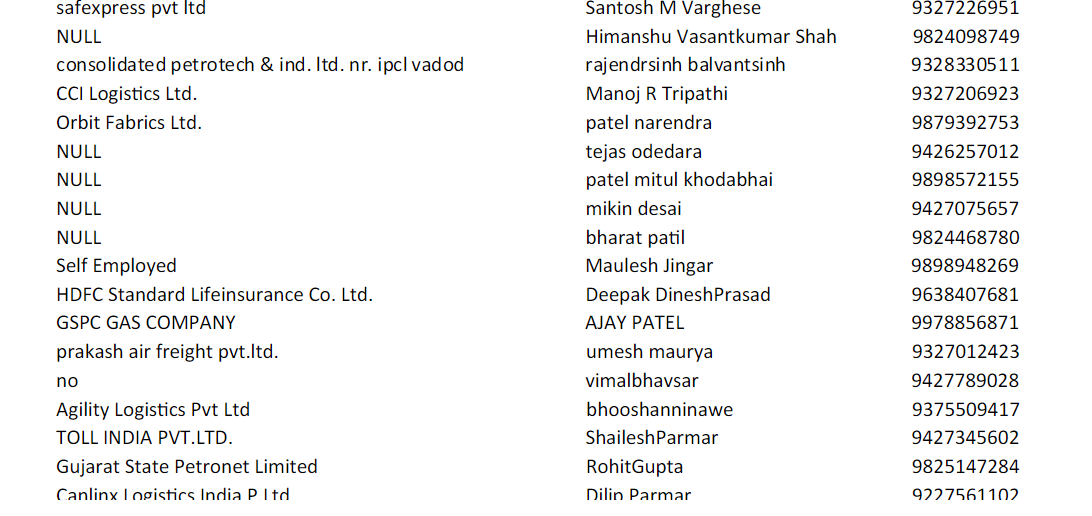 safexpress pvt ltd Santosh M Varghese 9327226951
NULL Himanshu Vasantkumar Shah 9824098749
consolidated petrotech & ind. ltd. nr. ipcl vadod rajendrsinh balvantsinh 9328330511
CCI Logistics Ltd. Manoj R Tripathi 9327206923
Orbit Fabrics Ltd. patel narendra 9879392753
NULL tejas odedara 9426257012
NULL patel mitul khodabhai 9898572155
NULL mikin desai 9427075657
NULL bharat patil 9824468780
Self Employed Maulesh Jingar 9898948269
HDFC Standard Lifeinsurance Co. Ltd. Deepak DineshPrasad 9638407681
GSPC GAS COMPANY AJAY PATEL 9978856871
prakash air freight pvt.ltd. umesh maurya 9327012423
no vimalbhavsar 9427789028
Agility Logistics Pvt Ltd bhooshanninawe 9375509417
TOLL INDIA PVT.LTD. ShaileshParmar 9427345602
Gujarat State Petronet Limited RohitGupta 9825147284
Canlinx Logistics India P Ltd Dilip Parmar 9227561102